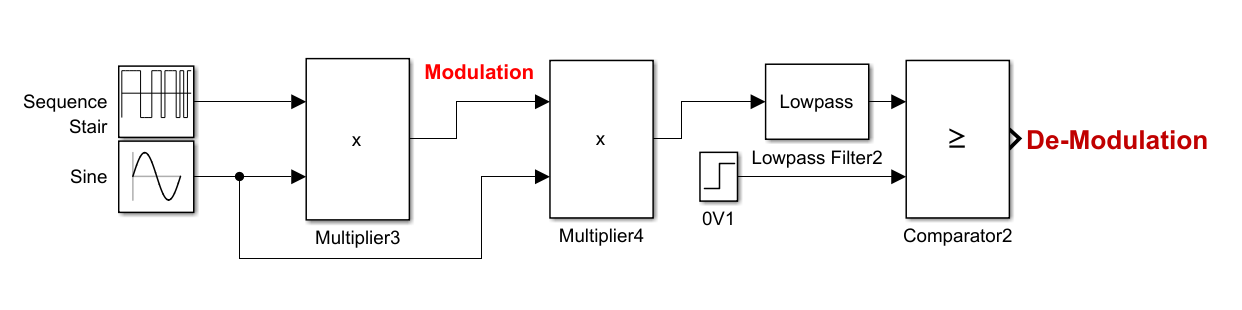 Modulation
Sequence
Stair
Sine
x
Multiplier3
x
Multiplier4
Lowpass
Lowpass Filter2
0V1
≥
Comparator2
De-Modulation